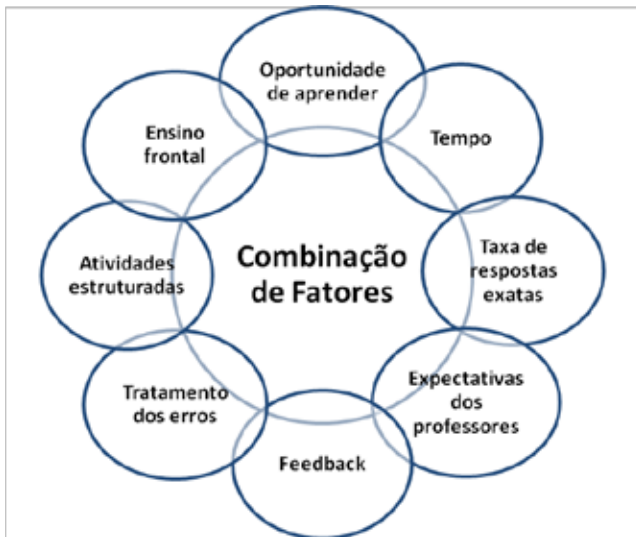 Oportunidade
de aprender
Tempo
Taxa de
respostas
exatas
Expectativas
dos
professores
Feedback
Tratamento
dos erros
Atividades
estruturadas
Ensino
frontal
Combinação
de Fatores